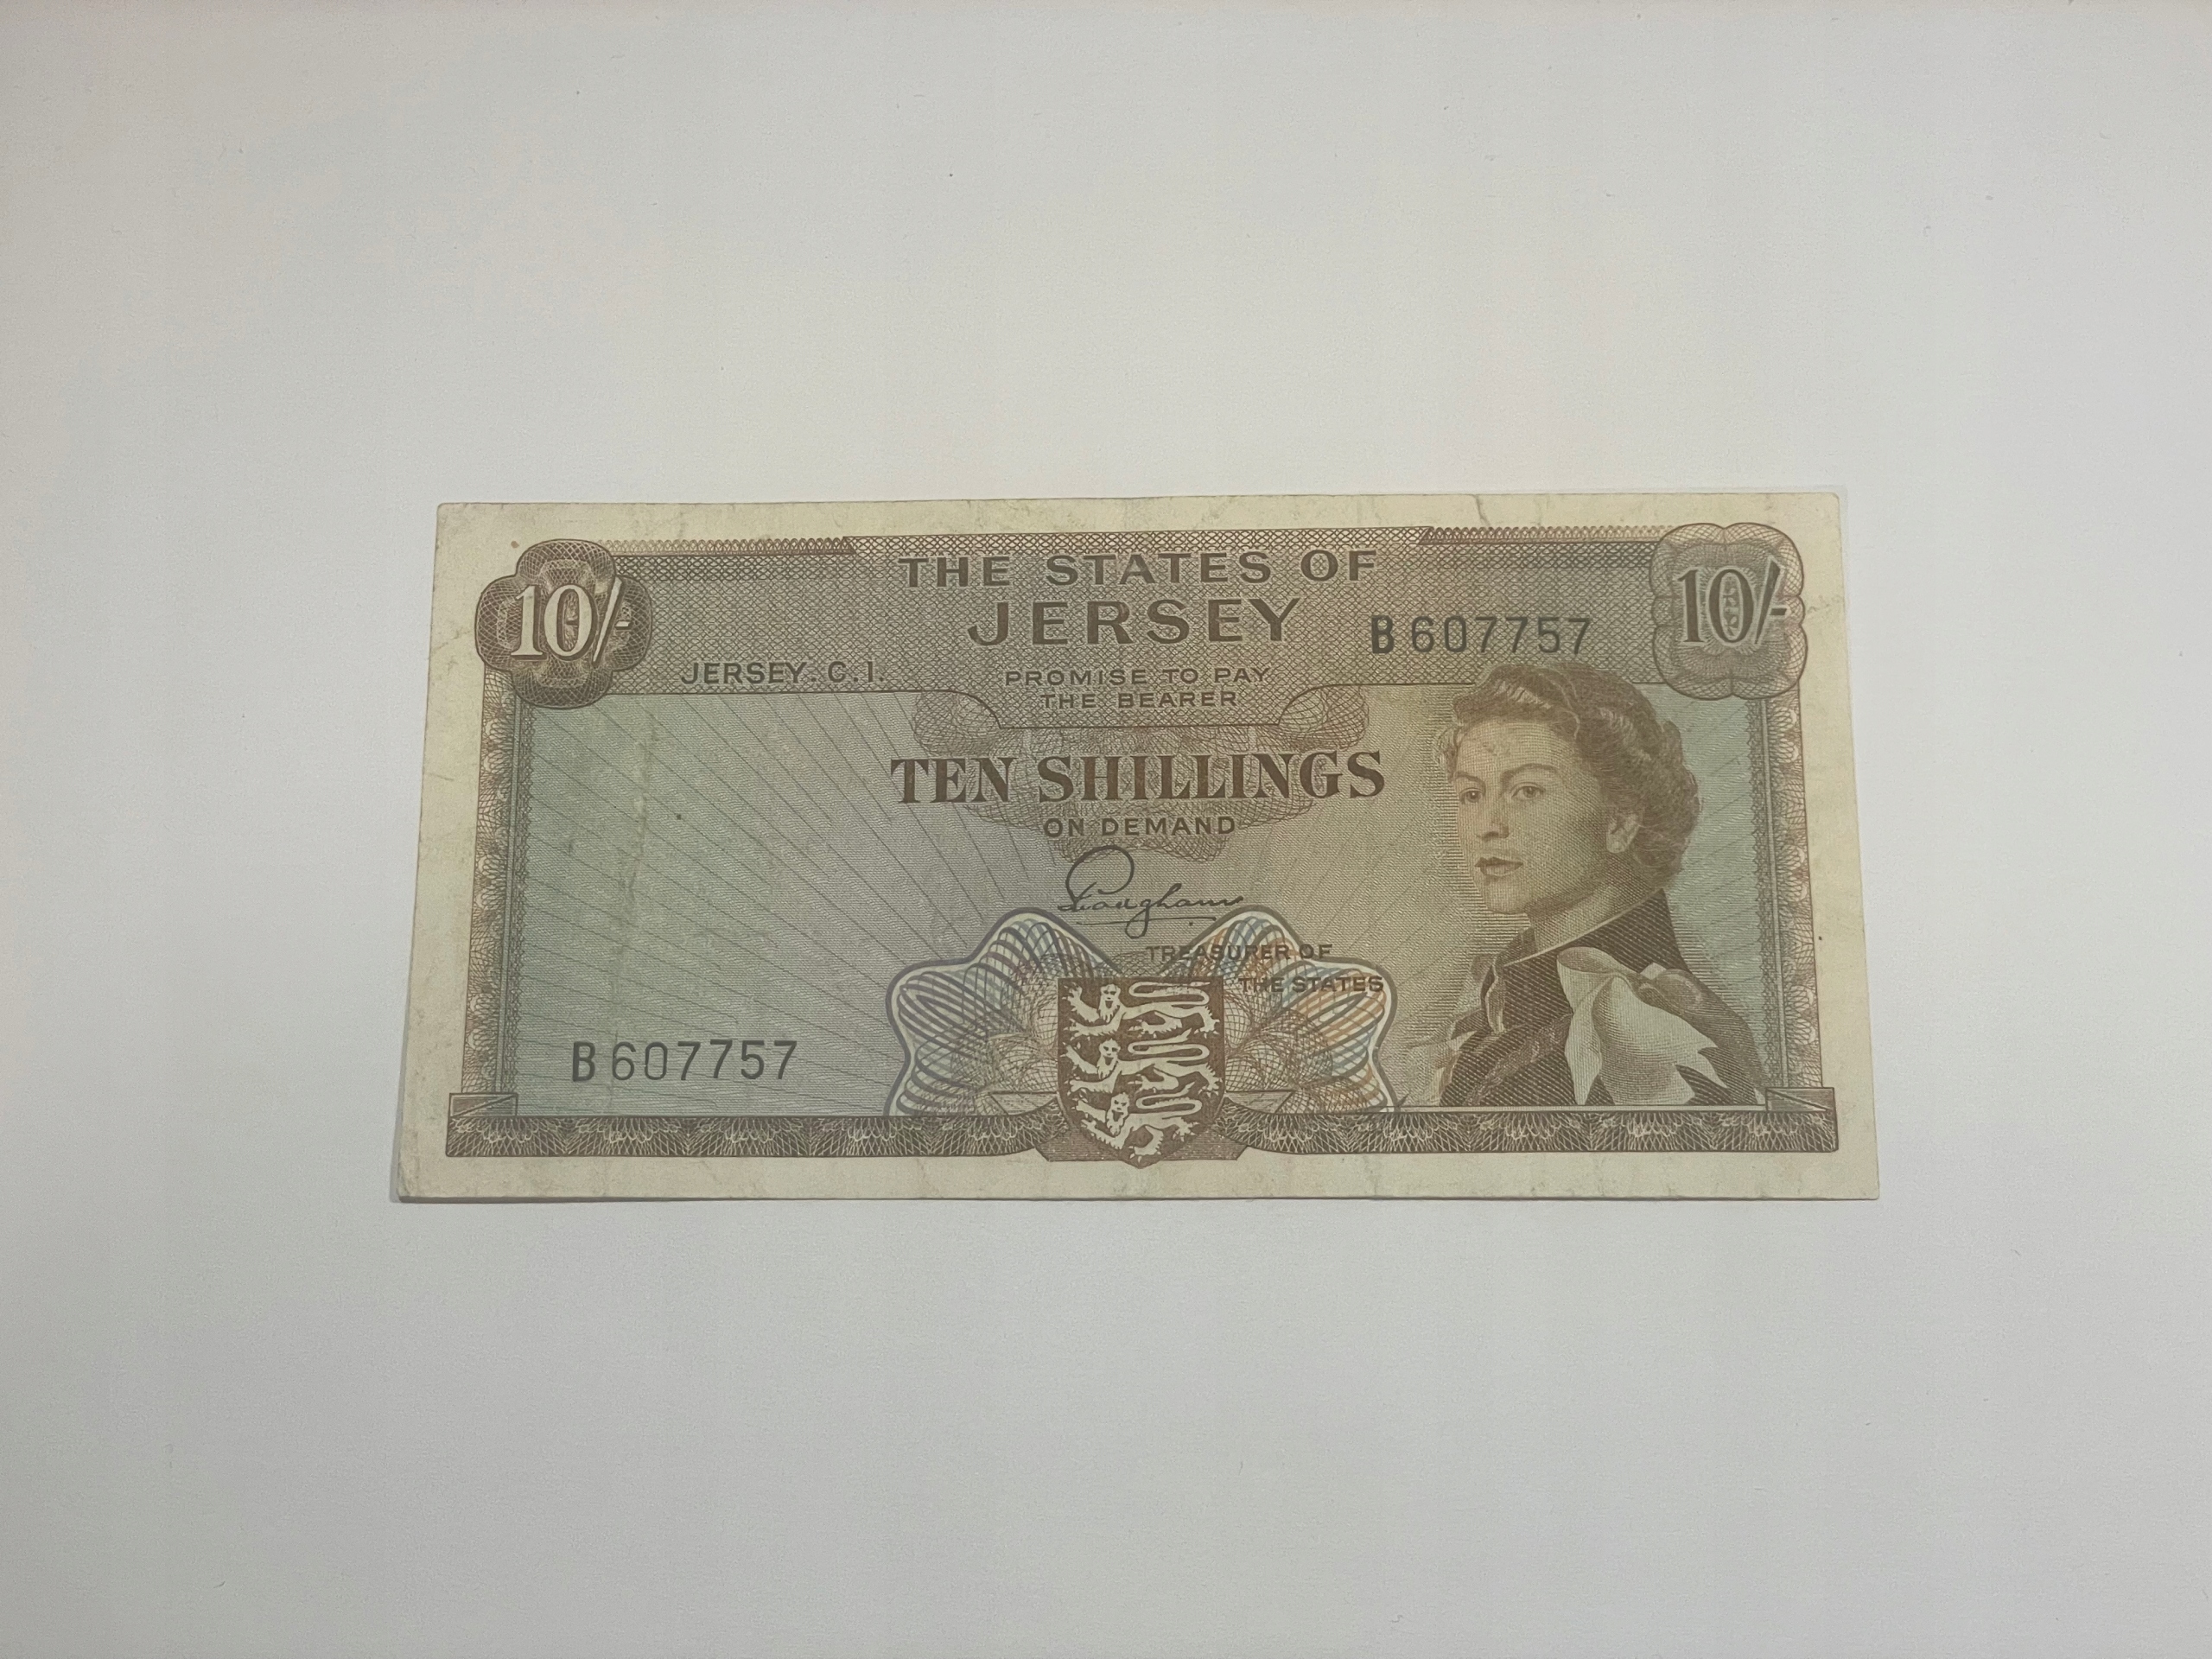 10/-
THE STATES OF
JERSEY
B 607757
10/-
JERSEY. C.I.
PROMISE TO PAY
THE BEARER
TEN SHILLINGS
ON DEMAND
TREASURER OF
THE STATES
B 607757